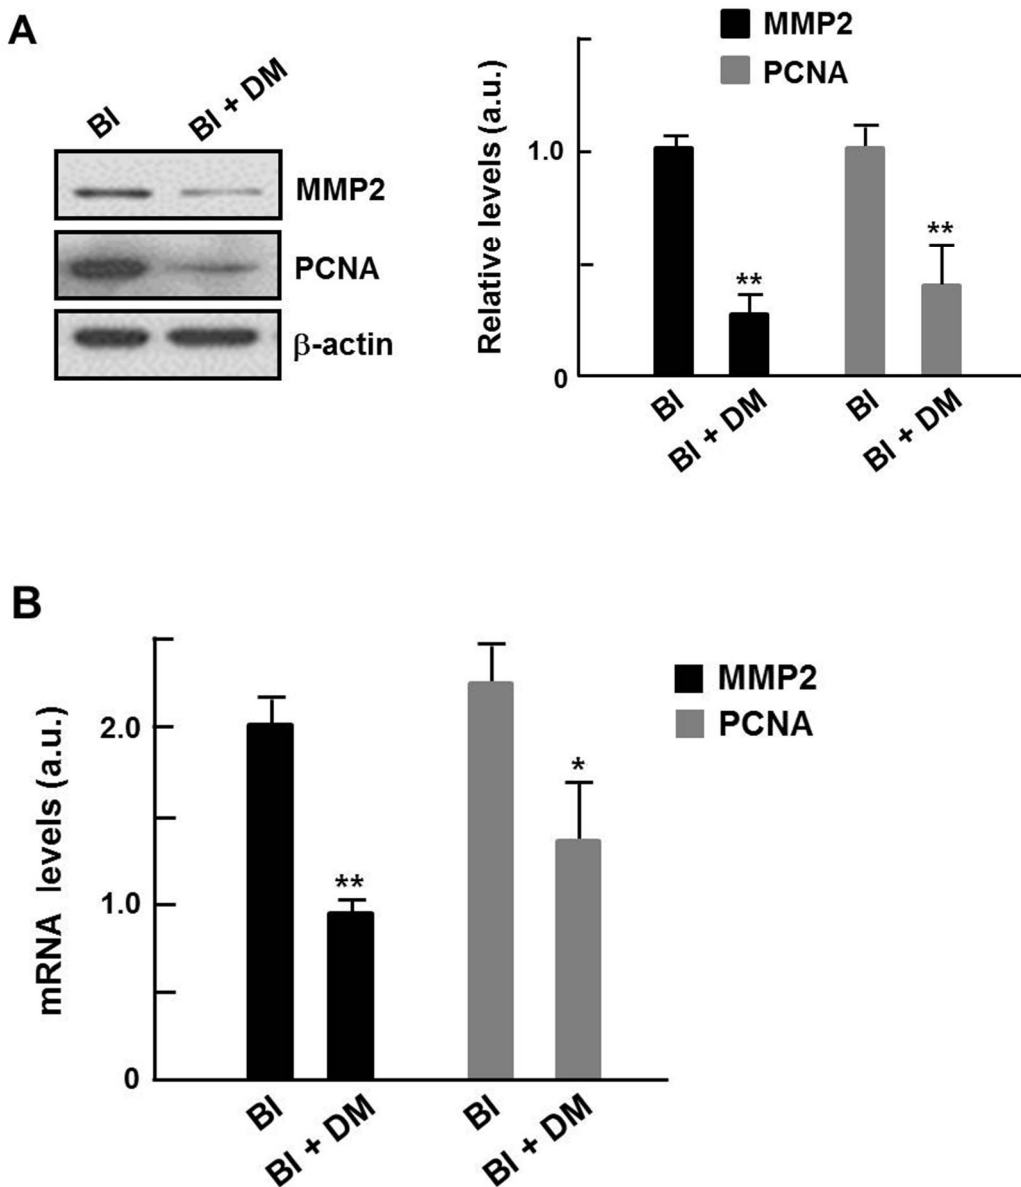 A
BI
BI + DM
MMP2
PCNA
β-actin
MMP2
PCNA
Relative levels (a.u.)
1.0
0
**
**
BI
BI + DM
BI
BI + DM
B
MMP2
PCNA
mRNA levels (a.u.)
2.0
1.0
0
**
*
BI
BI + DM
BI
BI + DM